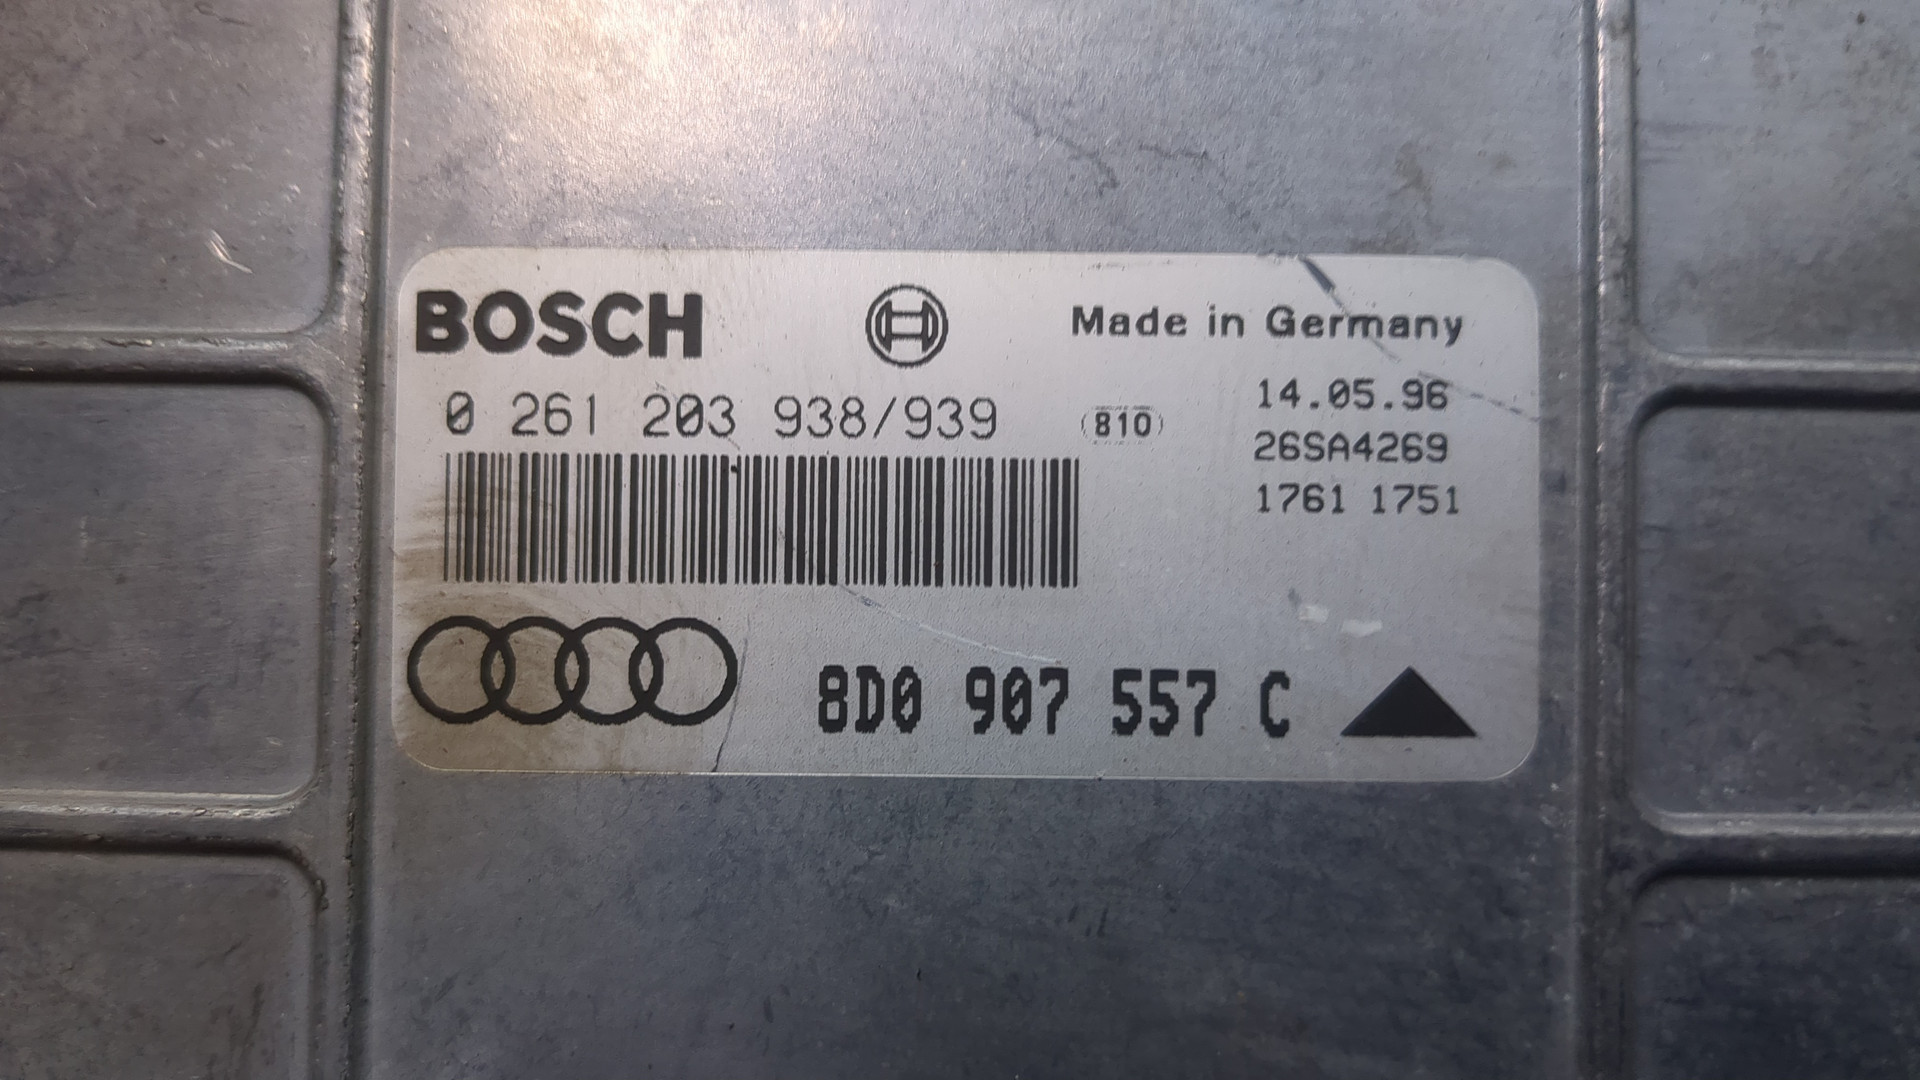 BOSCH
Made in Germany
0 261 203 938/939
810
14.05.96
26SA4269
1761 1751
8D0 907 557 C